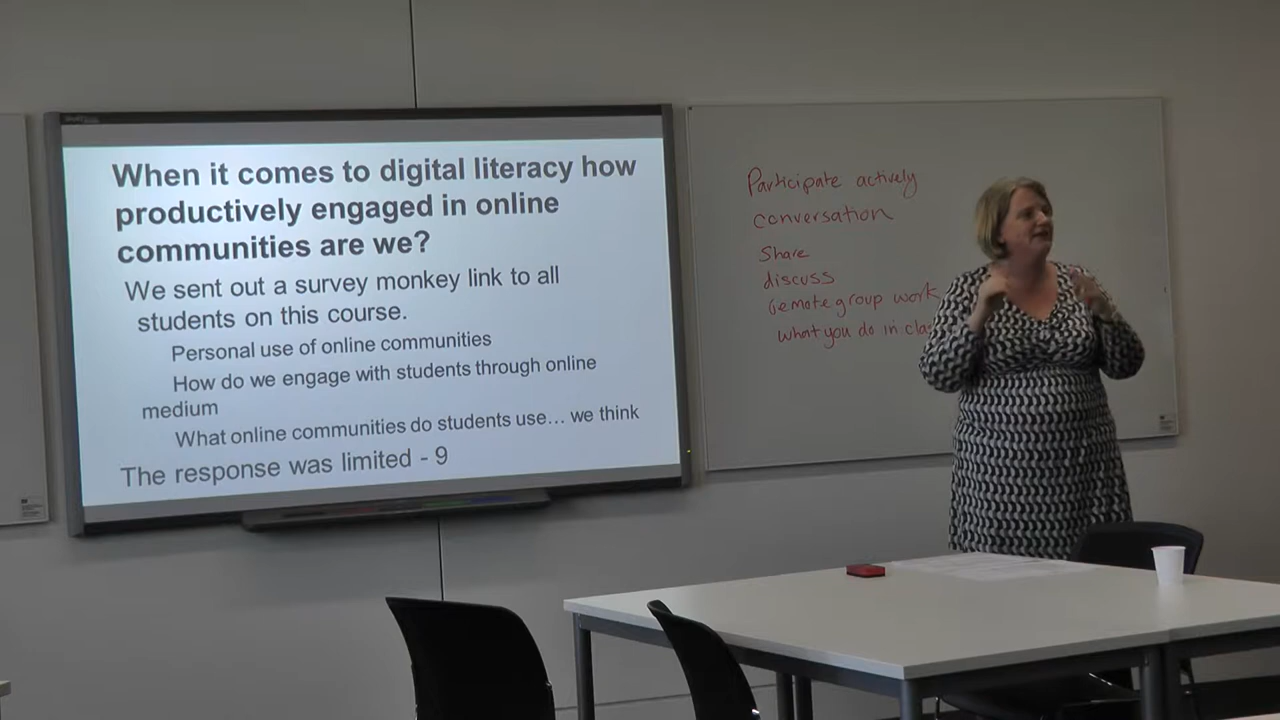 When it comes to digital literacy how
productively engaged in online
communities are we?
We sent out a survey monkey link to all
students on this course.
Personal use of online communities
How do we engage with students through online
medium
What online communities do students use... we think
The response was limited - 9
Participate actively
conversation
Share
discuss
remote group work
what you do in